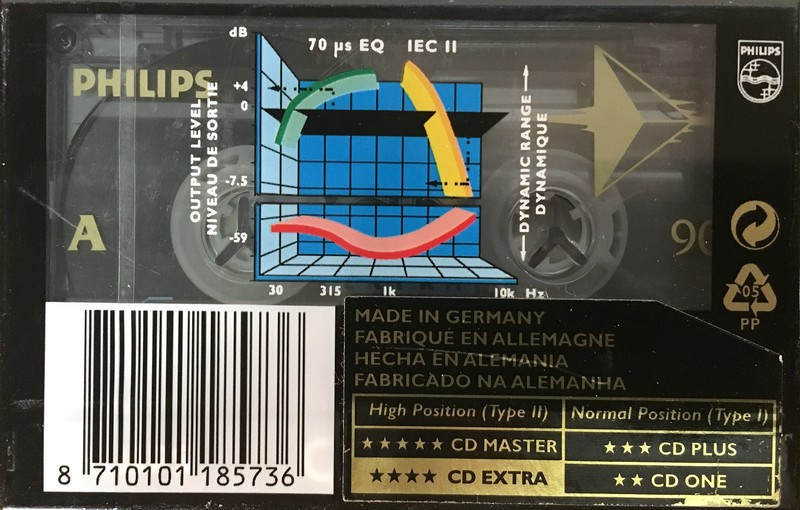 dB
70 µs EQ IEC II
PHILIPS
PHILIPS
OUTPUT LEVEL
NIVEAU DE SORTIE
+4
0
-7.5
-59
DYNAMIC RANGE
DYNAMIQUE
A
90
30 315 1k 10k Hz
05
PP
MADE IN GERMANY
FABRIQUÉ EN ALLEMAGNE
HECHA EN ALEMANIA
FABRICADO NA ALEMANHA
High Position (Type II) Normal Position (Type I)
★★★★★ CD MASTER ★★★ CD PLUS
★★★★ CD EXTRA ★★ CD ONE
8 710101 185736